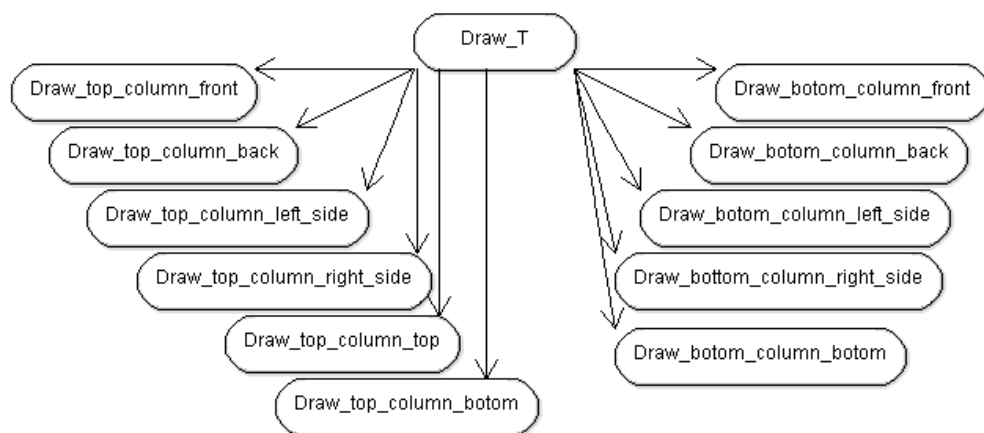 Draw_T
Draw_top_column_front
Draw_top_column_back
Draw_top_column_left_side
Draw_top_column_right_side
Draw_top_column_top
Draw_top_column_botom
Draw_botom_column_front
Draw_botom_column_back
Draw_botom_column_left_side
Draw_bottom_column_right_side
Draw_botom_column_botom